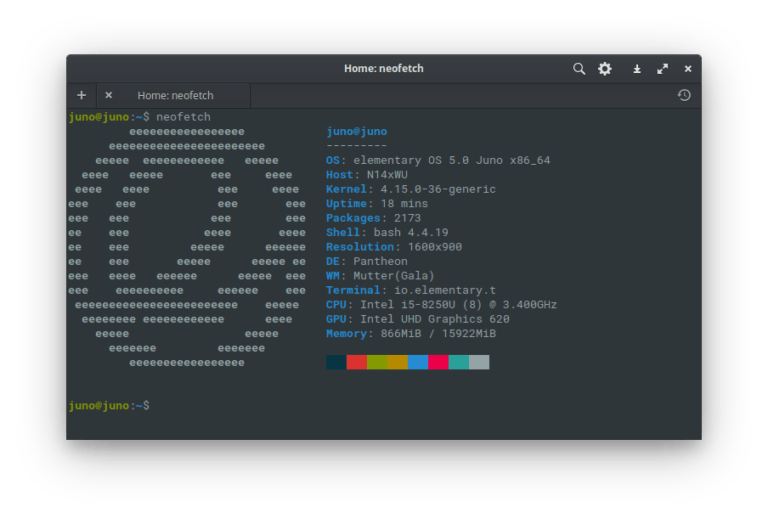 Home: neofetch
Home: neofetch
juno@juno:~$ neofetch
         eeeeeeeeeeeeeeeee            juno@juno
      eeeeeeeeeeeeeeeeeeeeeee         ---------
    eeeee  eeeeeeeeeeee   eeeee       OS: elementary OS 5.0 Juno x86_64
  eeee   eeeee       eee     eeee     Host: N14xWU
 eeee   eeee          eee     eeee    Kernel: 4.15.0-36-generic
eee    eee            eee       eee   Uptime: 18 mins
eee   eee            eee        eee   Packages: 2173
ee    eee           eeee       eeee   Shell: bash 4.4.19
ee    eee         eeeee      eeeeee   Resolution: 1600x900
ee    eee       eeeee      eeeee ee   DE: Pantheon
eee   eeee   eeeeee      eeeee  eee   WM: Mutter(Gala)
eee    eeeeeeeeee     eeeeee    eee   Terminal: io.elementary.t
 eeeeeeeeeeeeeeeeeeeeeeee    eeeee    CPU: Intel i5-8250U (8) @ 3.400GHz
  eeeeeeee eeeeeeeeeeee      eeee     GPU: Intel UHD Graphics 620
    eeeee                 eeeee       Memory: 866MiB / 15922MiB
      eeeeeee         eeeeeee
         eeeeeeeeeeeeeeeee
juno@juno:~$